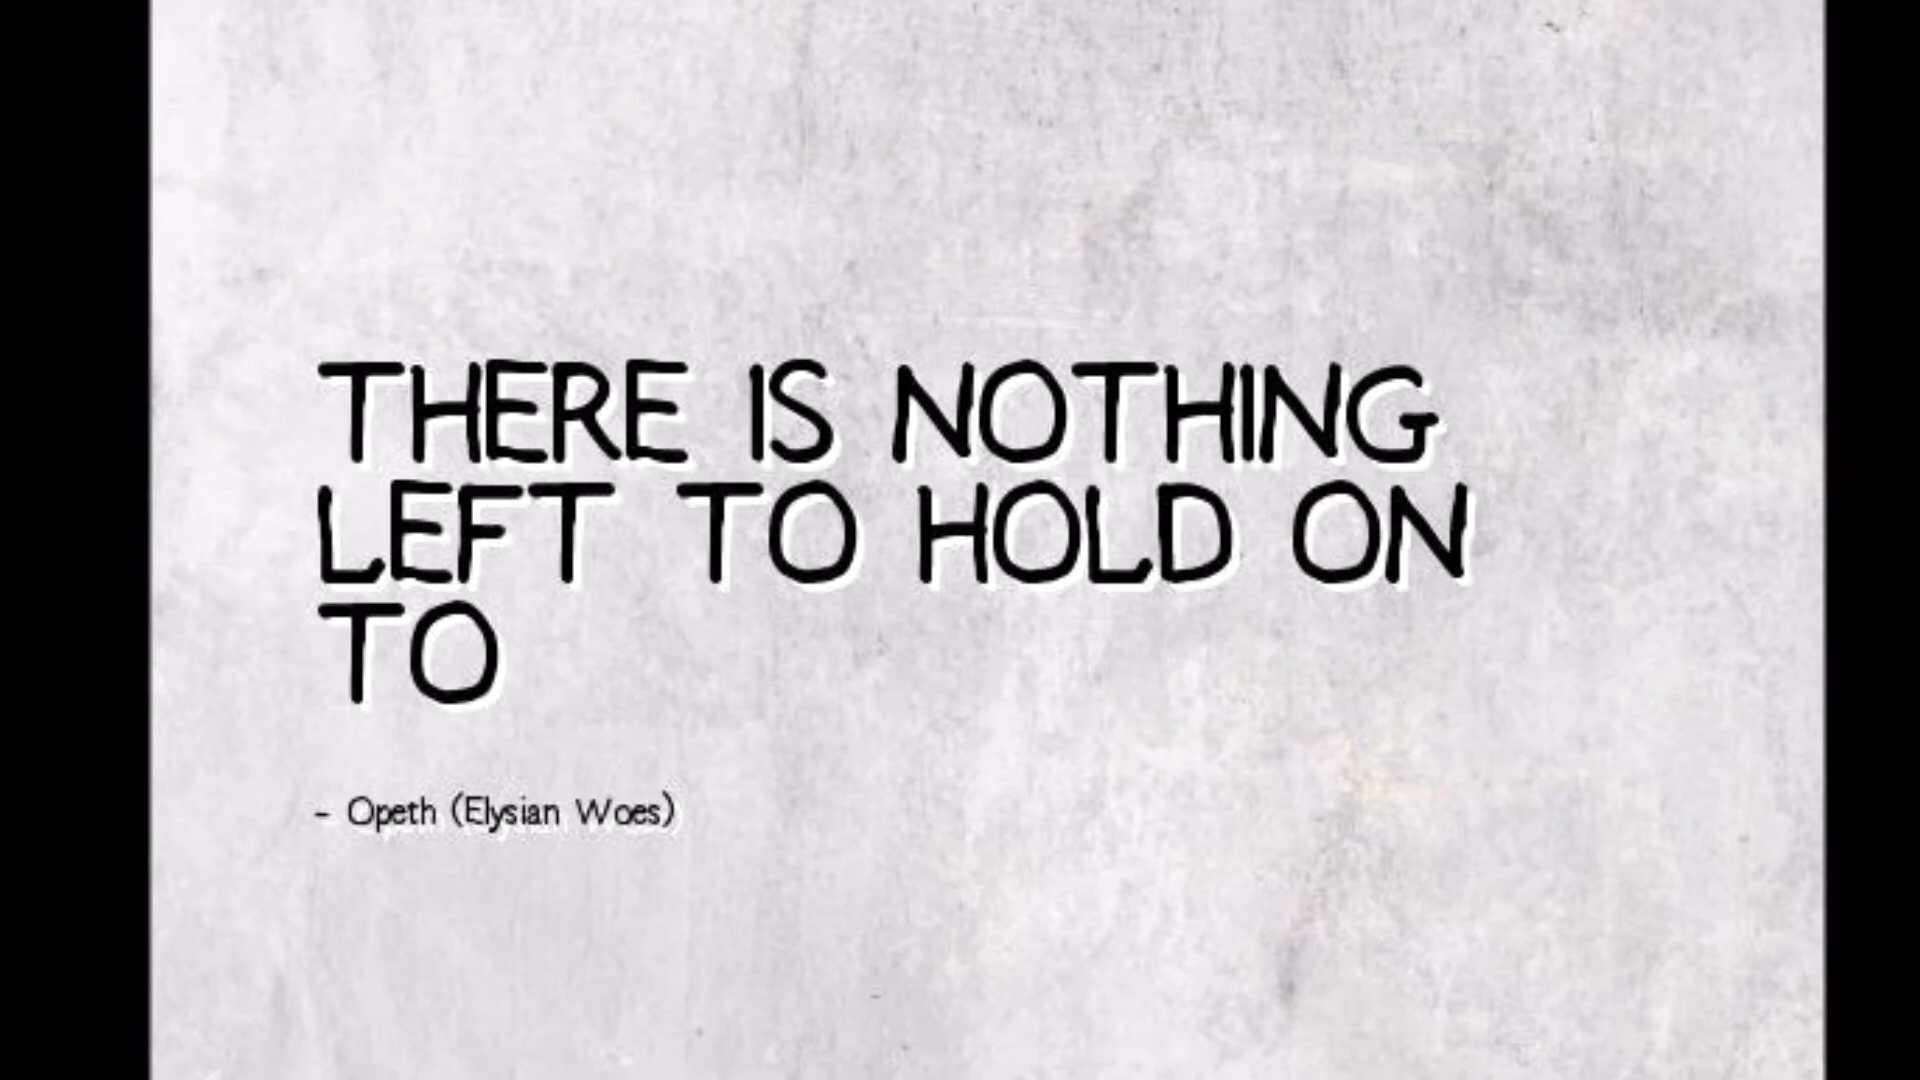 THERE IS NOTHING
LEFT TO HOLD ON
TO
- Opeth (Elysian Woes)